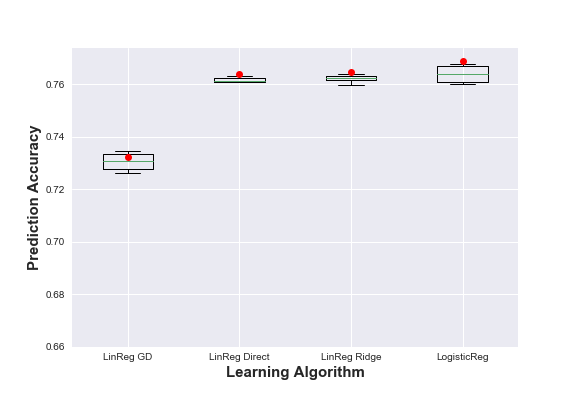 0.76
0.74
0.72
0.70
0.68
0.66
Prediction Accuracy
LinReg GD LinReg Direct LinReg Ridge LogisticReg
Learning Algorithm